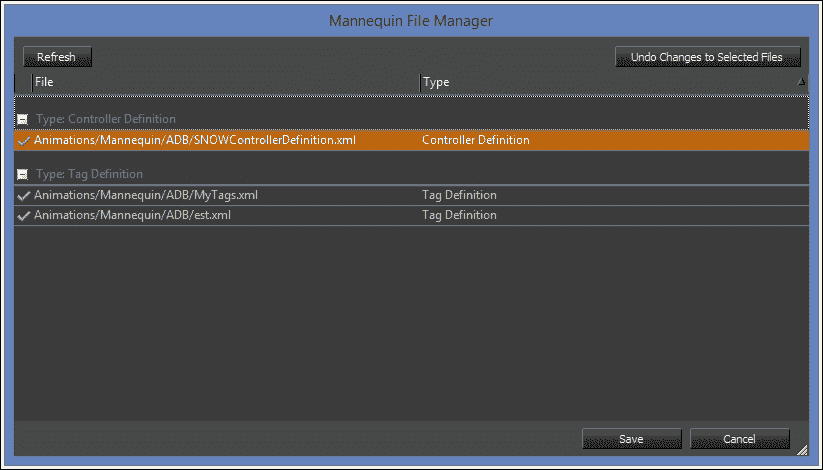 Mannequin File Manager
Refresh
Undo Changes to Selected Files
File Type
Type: Controller Definition
Animations/Mannequin/ADB/SNOWControllerDefinition.xml Controller Definition
Type: Tag Definition
Animations/Mannequin/ADB/MyTags.xml Tag Definition
Animations/Mannequin/ADB/est.xml Tag Definition
Save
Cancel